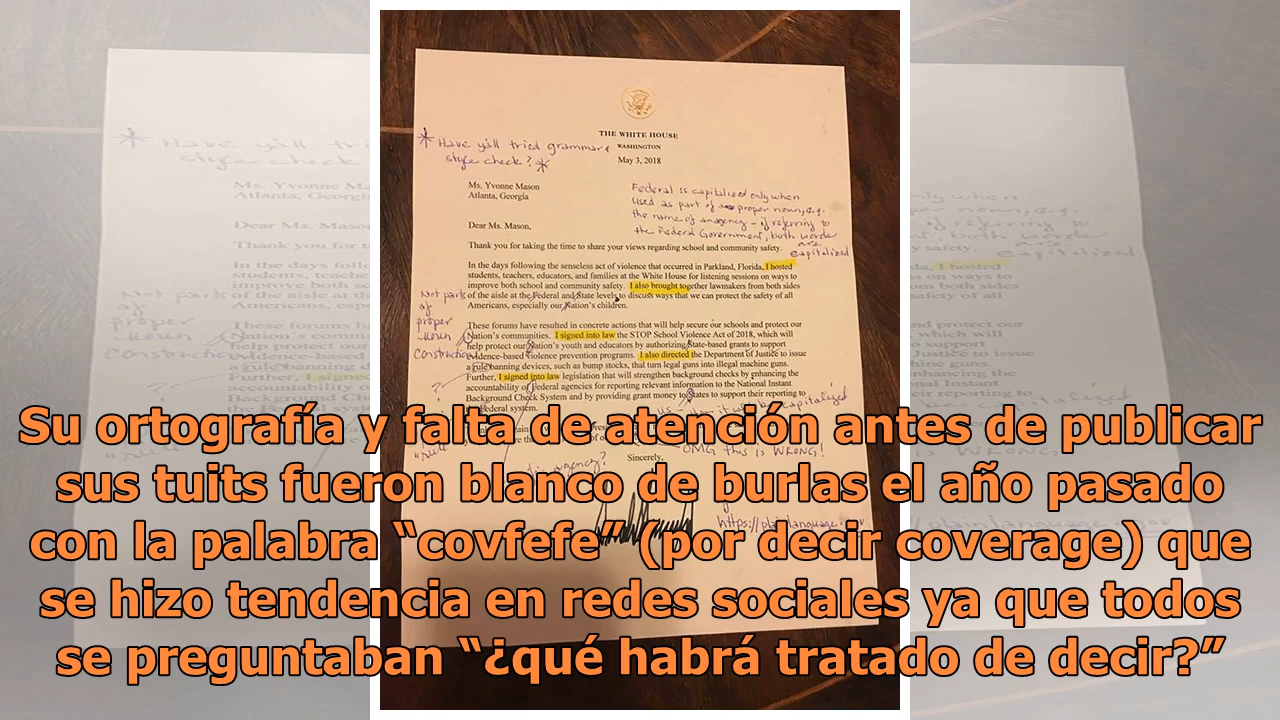 THE WHITE HOUSE
WASHINGTON
May 3, 2018
* Have y'all tried grammar &
style check? *
Ms. Yvonne Mason
Atlanta, Georgia
Federal is capitalized only when
used as part of a proper noun, e.g.
the name of an agency – if referring to
the Federal Government, both words
are
capitalized
Dear Ms. Mason,
Thank you for taking the time to share your views regarding school and community safety.
In the days following the senseless act of violence that occurred in Parkland, Florida, I hosted
students, teachers, educators, and families at the White House for listening sessions on ways to
improve both school and community safety. I also brought together lawmakers from both sides
of the aisle at the Federal and State levels to discuss ways that we can protect the safety of all
Americans, especially our Nation's children.
Not part
of
proper
noun
construction
These forums have resulted in concrete actions that will help secure our schools and protect our
Nation's communities. I signed into law the STOP School Violence Act of 2018, which will
help protect our Nation's youth and educators by authorizing State-based grants to support
evidence-based violence prevention programs. I also directed the Department of Justice to issue
a rule banning devices, such as bump stocks, that turn legal guns into illegal machine guns.
Further, I signed into law legislation that will strengthen background checks by enhancing the
accountability of Federal agencies for reporting relevant information to the National Instant
Background Check System and by providing grant money to States to support their reporting to
Federal system.
OMG this is WRONG!
Sincerely,
https://plainlanguage.gov
Su ortografía y falta de atención antes de publicar
sus tuits fueron blanco de burlas el año pasado
con la palabra “covfefe” (por decir coverage) que
se hizo tendencia en redes sociales ya que todos
se preguntaban “¿qué habrá tratado de decir?”